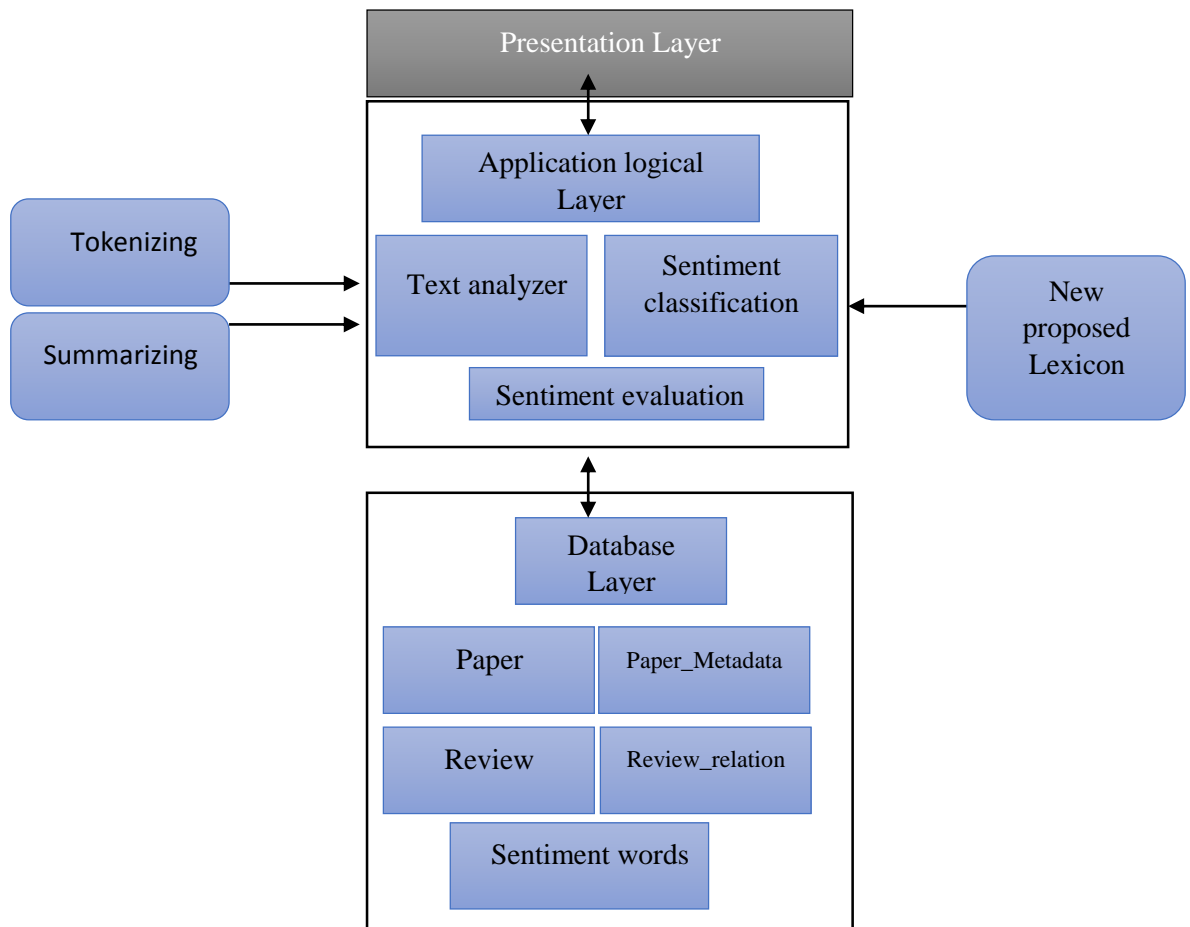 Presentation Layer
Application logical
Layer
Tokenizing
Summarizing
Text analyzer
Sentiment
classification
New
proposed
Lexicon
Sentiment evaluation
Database
Layer
Paper
Paper_Metadata
Review
Review_relation
Sentiment words